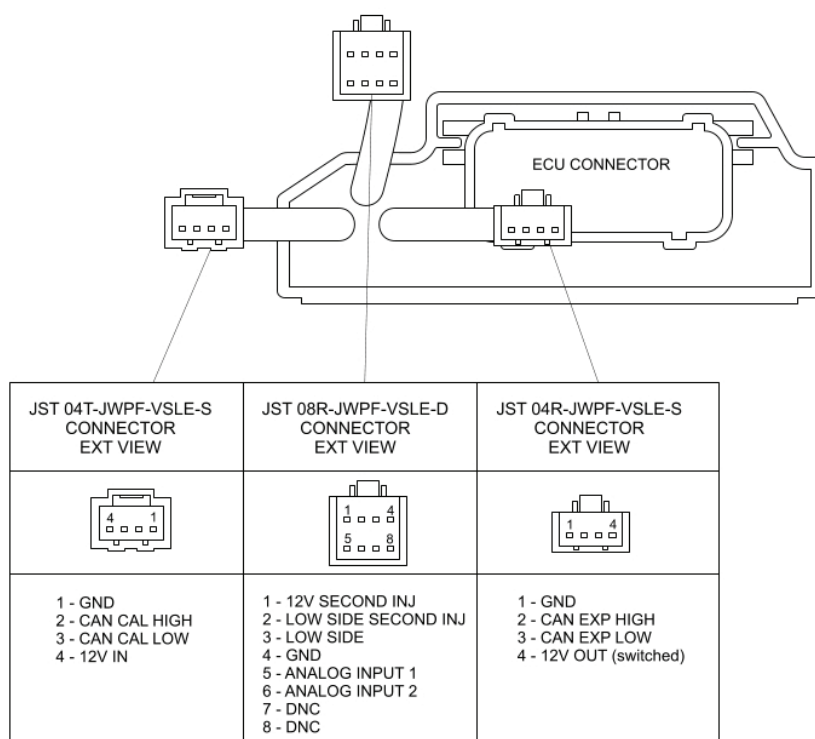 ECU CONNECTOR
JST 04T-JWPF-VSLE-S
CONNECTOR
EXT VIEW
JST 08R-JWPF-VSLE-D
CONNECTOR
EXT VIEW
JST 04R-JWPF-VSLE-S
CONNECTOR
EXT VIEW
4 1
1 4
5 8
1 4
1 - GND
2 - CAN CAL HIGH
3 - CAN CAL LOW
4 - 12V IN
1 - 12V SECOND INJ
2 - LOW SIDE SECOND INJ
3 - LOW SIDE
4 - GND
5 - ANALOG INPUT 1
6 - ANALOG INPUT 2
7 - DNC
8 - DNC
1 - GND
2 - CAN EXP HIGH
3 - CAN EXP LOW
4 - 12V OUT (switched)